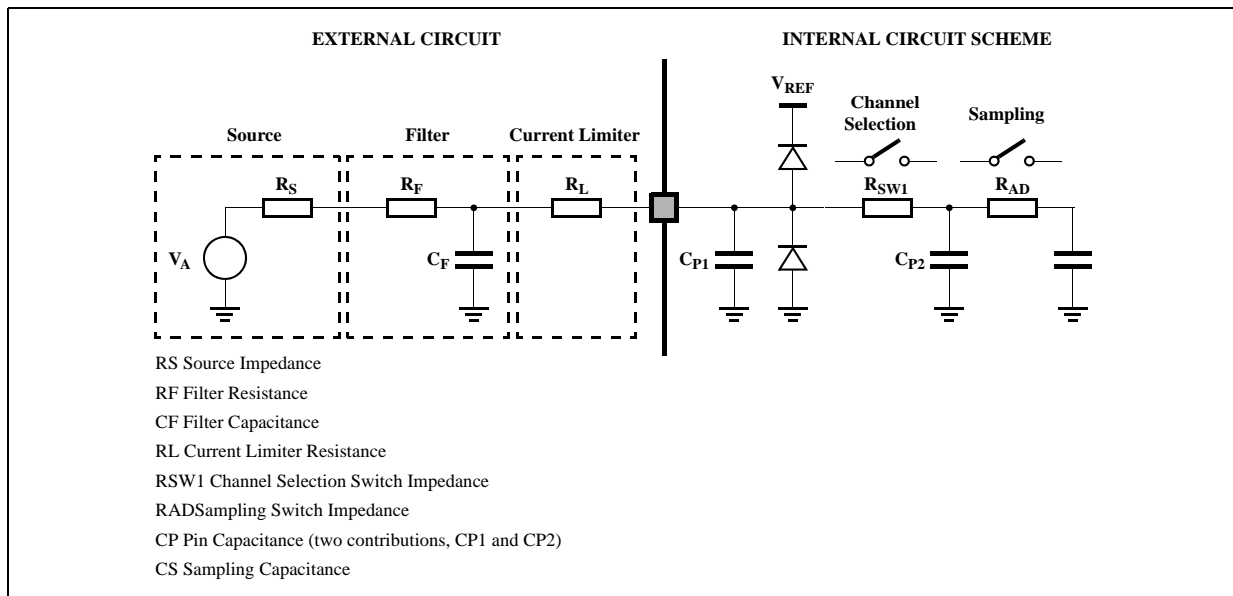 EXTERNAL CIRCUIT
INTERNAL CIRCUIT SCHEME
VREF
Channel
Selection
Sampling
Source
Filter
Current Limiter
RS
RF
RL
RSW1
RAD
VA
CF
CP1
CP2
RS Source Impedance
RF Filter Resistance
CF Filter Capacitance
RL Current Limiter Resistance
RSW1 Channel Selection Switch Impedance
RADSampling Switch Impedance
CP Pin Capacitance (two contributions, CP1 and CP2)
CS Sampling Capacitance